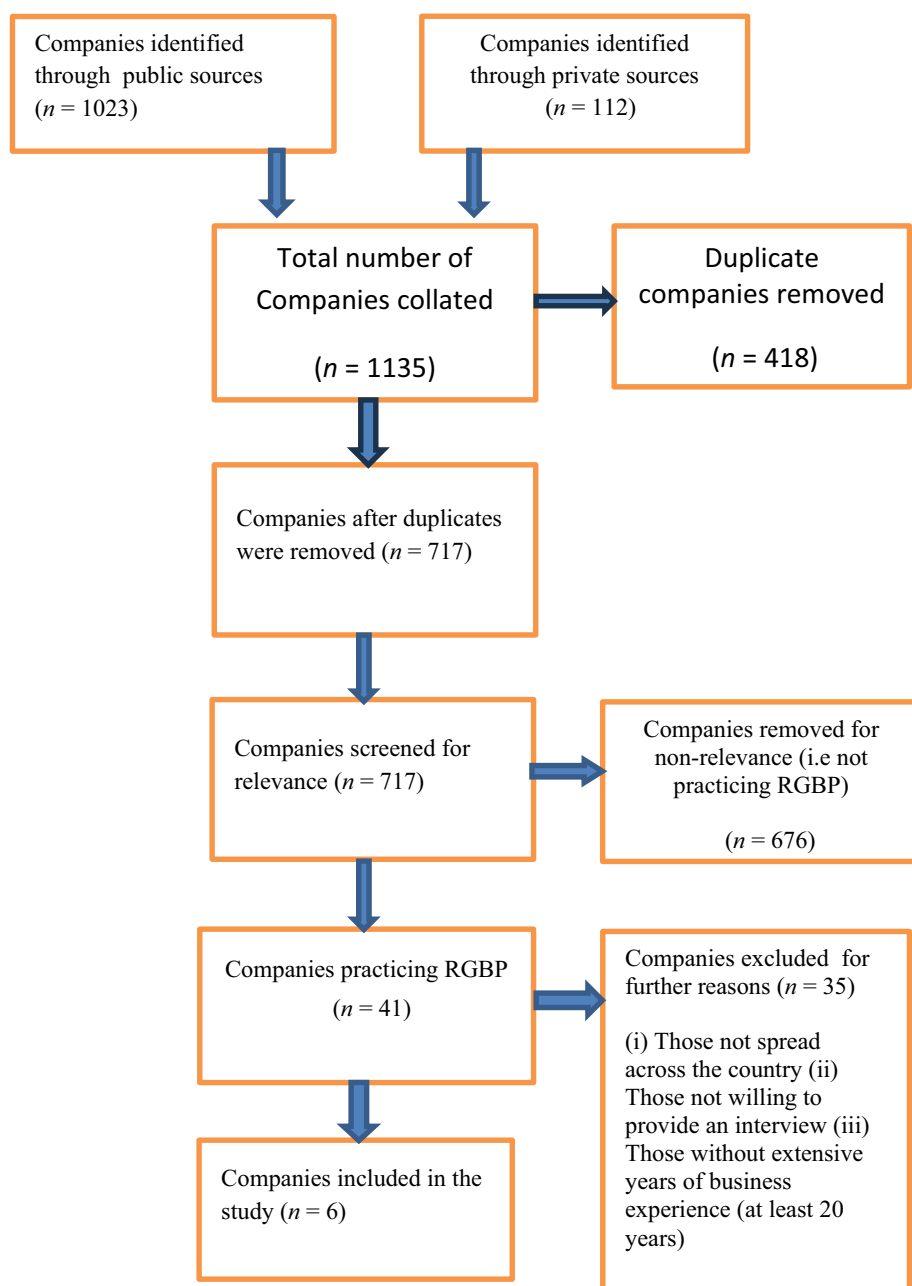 Companies identified
through public sources
(n = 1023)
Companies identified
through private sources
(n = 112)
Total number of
Companies collated
(n = 1135)
Duplicate
companies removed
(n = 418)
Companies after duplicates
were removed (n = 717)
Companies screened for
relevance (n = 717)
Companies removed for
non-relevance (i.e not
practicing RGBP)
(n = 676)
Companies practicing RGBP
(n = 41)
Companies excluded for
further reasons (n = 35)
(i) Those not spread
across the country (ii)
Those not willing to
provide an interview (iii)
Those without extensive
years of business
experience (at least 20
years)
Companies included in the
study (n = 6)